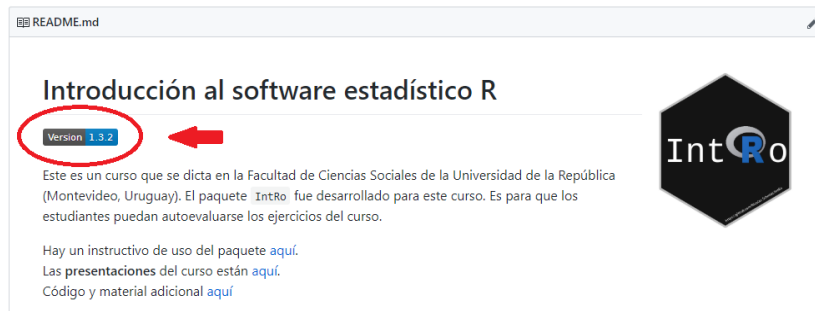 README.md
Introducción al software estadístico R
Version 1.3.2
Este es un curso que se dicta en la Facultad de Ciencias Sociales de la Universidad de la República
(Montevideo, Uruguay). El paquete IntRo fue desarrollado para este curso. Es para que los
estudiantes puedan autoevaluarse los ejercicios del curso.
Hay un instructivo de uso del paquete aquí.
Las presentaciones del curso están aquí.
Código y material adicional aquí
IntRo